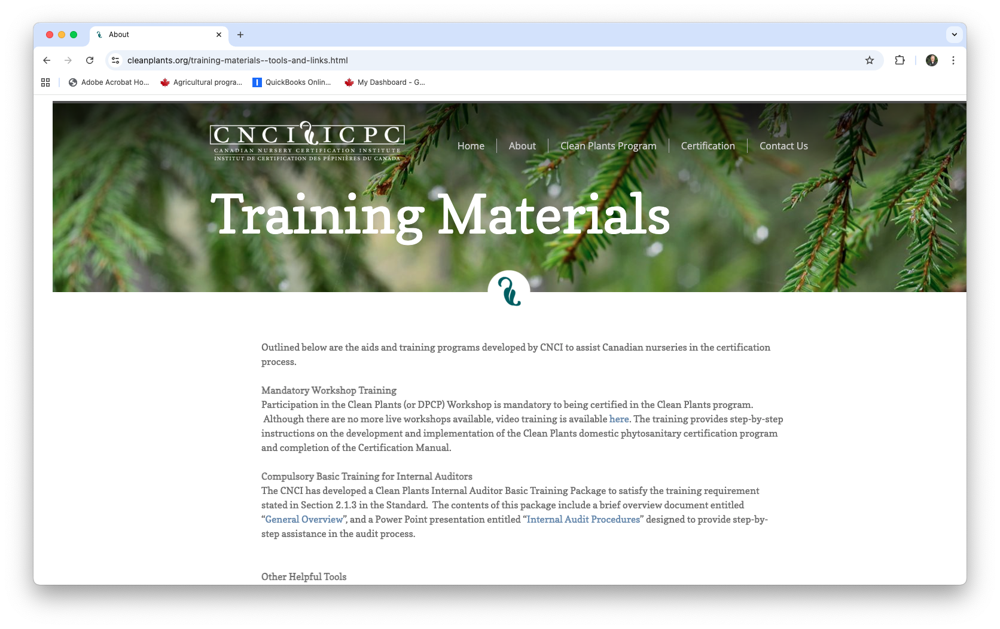 About
cleanplants.org/training-materials--tools-and-links.html
Adobe Acrobat Ho...
Agricultural progra...
QuickBooks Onlin...
My Dashboard - G...
CNCI ICPC
CANADIAN NURSERY CERTIFICATION INSTITUTE
INSTITUT DE CERTIFICATION DES PÉPINIÈRES DU CANADA
Home
About
Clean Plants Program
Certification
Contact Us
Training Materials
Outlined below are the aids and training programs developed by CNCI to assist Canadian nurseries in the certification
process.
Mandatory Workshop Training
Participation in the Clean Plants (or DPCP) Workshop is mandatory to being certified in the Clean Plants program.
Although there are no more live workshops available, video training is available here. The training provides step-by-step
instructions on the development and implementation of the Clean Plants domestic phytosanitary certification program
and completion of the Certification Manual.
Compulsory Basic Training for Internal Auditors
The CNCI has developed a Clean Plants Internal Auditor Basic Training Package to satisfy the training requirement
stated in Section 2.1.3 in the Standard.  The contents of this package include a brief overview document entitled
“General Overview”, and a Power Point presentation entitled “Internal Audit Procedures” designed to provide step-by-
step assistance in the audit process.
Other Helpful Tools